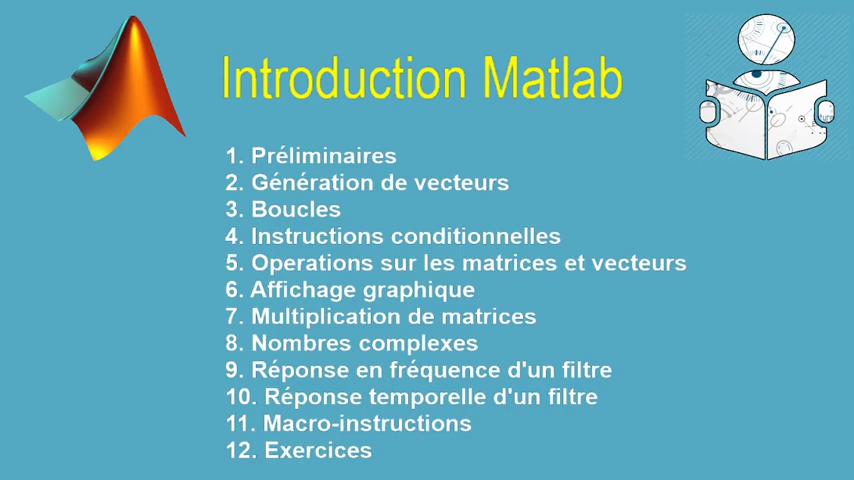 Introduction Matlab
1. Préliminaires
2. Génération de vecteurs
3. Boucles
4. Instructions conditionnelles
5. Operations sur les matrices et vecteurs
6. Affichage graphique
7. Multiplication de matrices
8. Nombres complexes
9. Réponse en fréquence d'un filtre
10. Réponse temporelle d'un filtre
11. Macro-instructions
12. Exercices